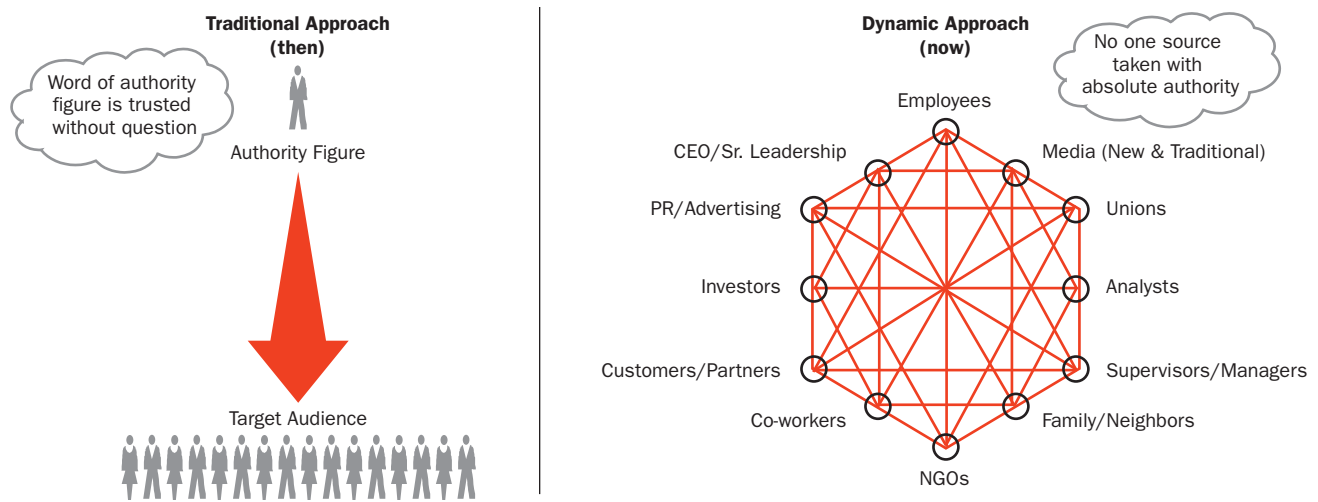 Traditional Approach
(then)
Word of authority
figure is trusted
without question
Authority Figure
Target Audience
Dynamic Approach
(now)
No one source
taken with
absolute authority
Employees
CEO/Sr. Leadership
Media (New & Traditional)
PR/Advertising
Unions
Investors
Analysts
Customers/Partners
Supervisors/Managers
Co-workers
Family/Neighbors
NGOs